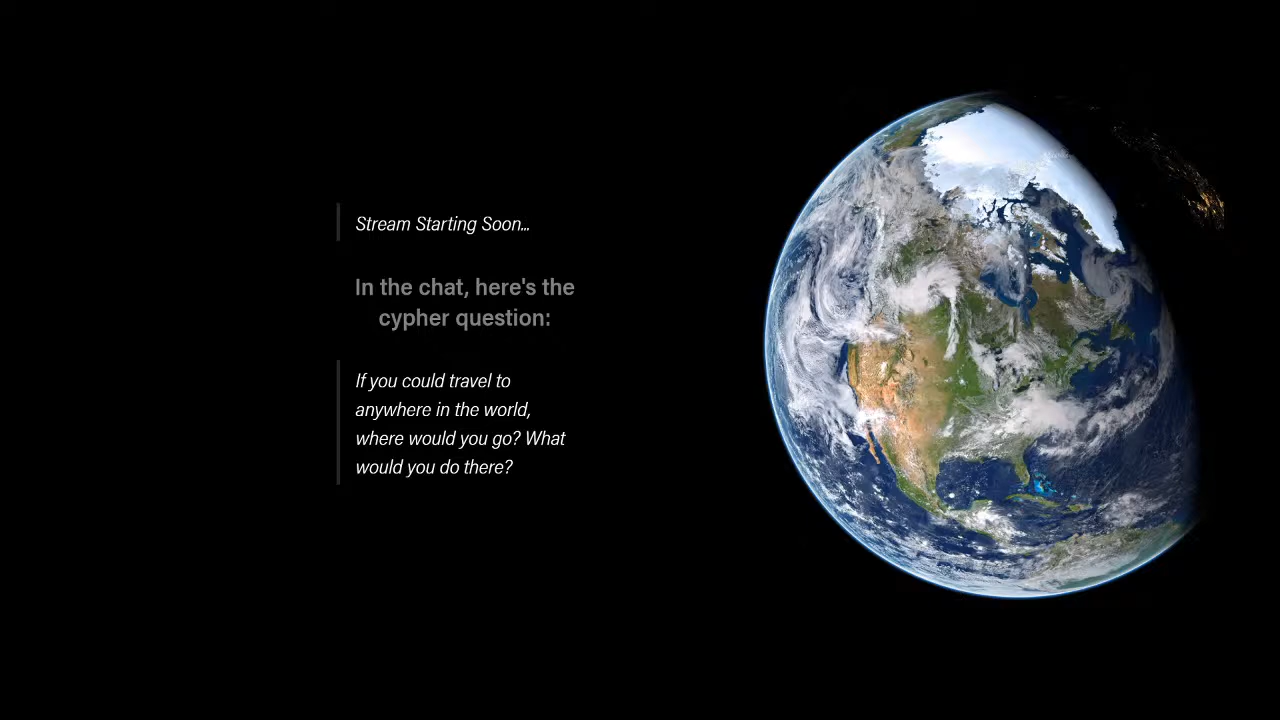 Stream Starting Soon...
In the chat, here's the
cypher question:
If you could travel to
anywhere in the world,
where would you go? What
would you do there?